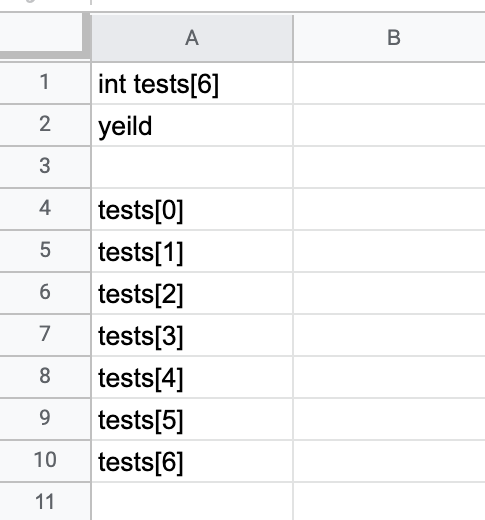 A B
1 int tests[6]
2 yeild
3
4 tests[0]
5 tests[1]
6 tests[2]
7 tests[3]
8 tests[4]
9 tests[5]
10 tests[6]
11